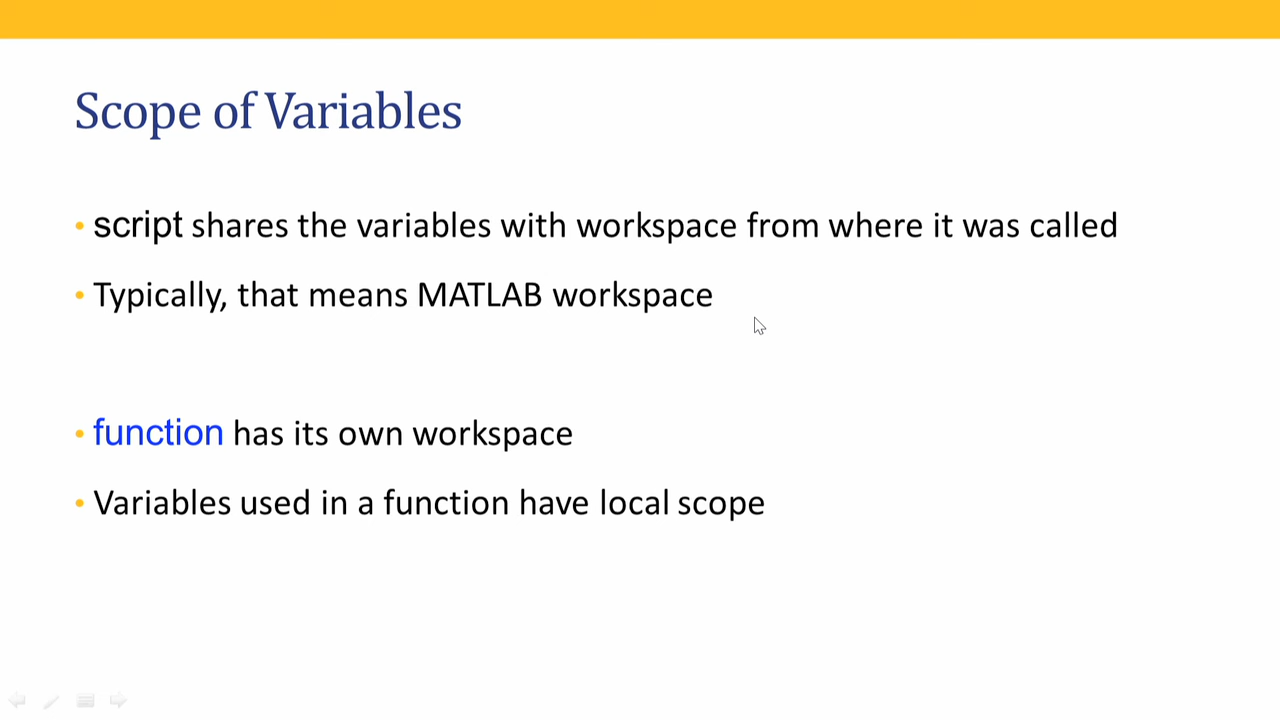 Scope of Variables
• script shares the variables with workspace from where it was called
• Typically, that means MATLAB workspace
• function has its own workspace
• Variables used in a function have local scope